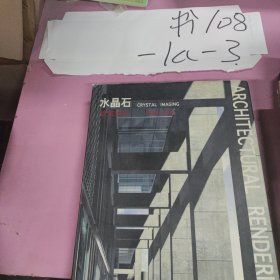 书108
-1a-3
水晶石 CRYSTAL IMAGING
ARCHITECTURAL RENDERI